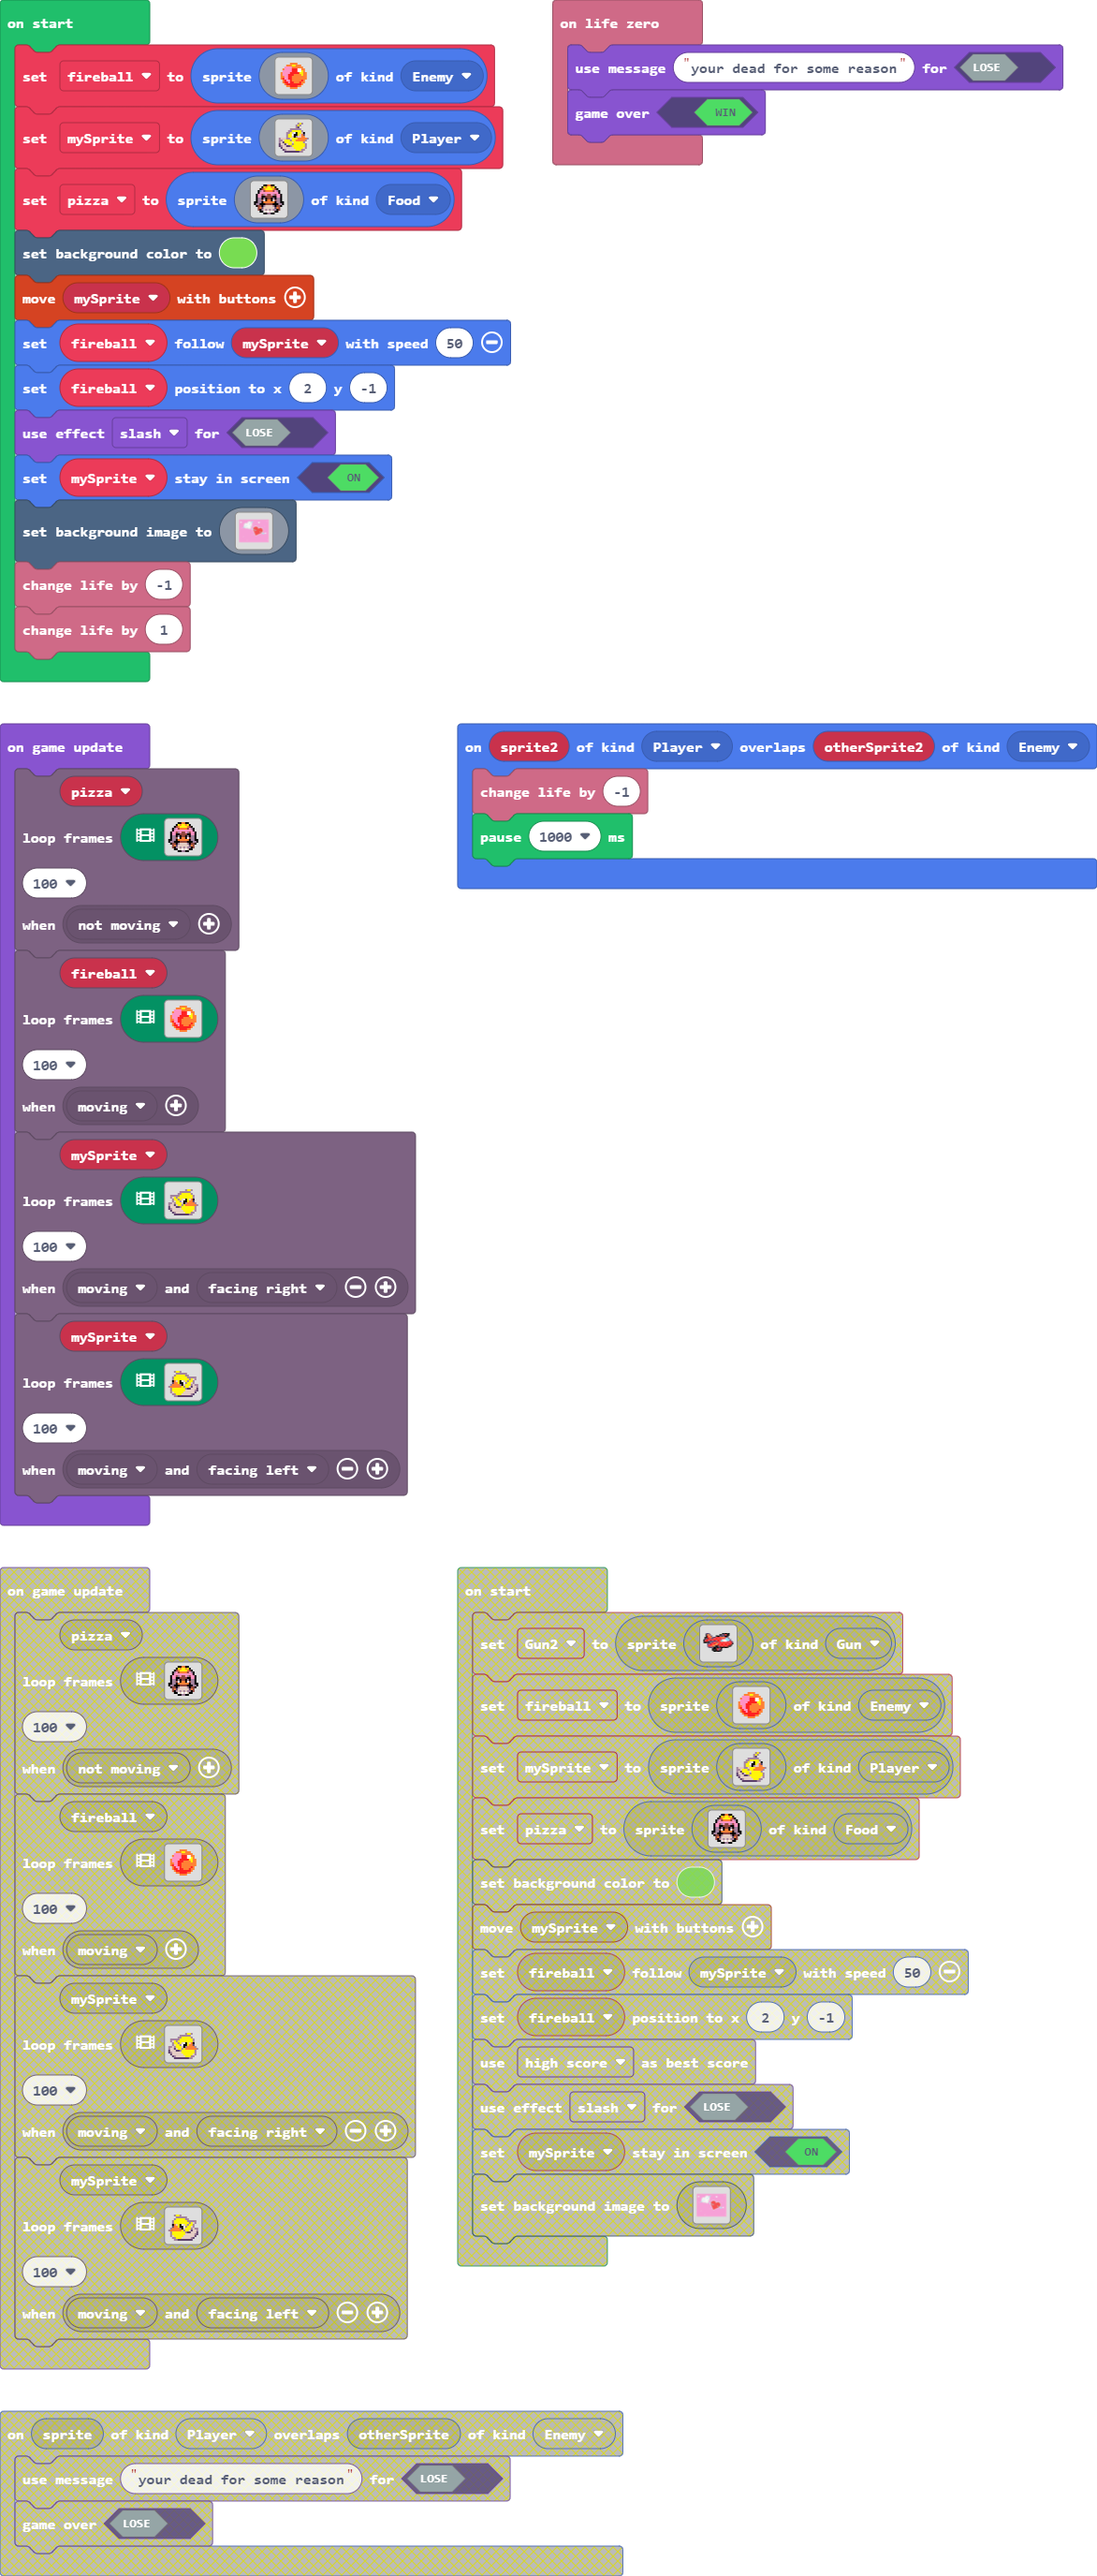 on start
set fireball to sprite of kind Enemy
set mySprite to sprite of kind Player
set pizza to sprite of kind Food
set background color to
move mySprite with buttons
set fireball follow mySprite with speed 50
set fireball position to x 2 y -1
use effect slash for LOSE
set mySprite stay in screen ON
set background image to
change life by -1
change life by 1
on life zero
use message "your dead for some reason" for LOSE
game over WIN
on game update
pizza
loop frames
100
when not moving
fireball
loop frames
100
when moving
mySprite
loop frames
100
when moving and facing right
mySprite
loop frames
100
when moving and facing left
on sprite2 of kind Player overlaps otherSprite2 of kind Enemy
change life by -1
pause 1000 ms
on game update
pizza
loop frames
100
when not moving
fireball
loop frames
100
when moving
mySprite
loop frames
100
when moving and facing right
mySprite
loop frames
100
when moving and facing left
on start
set Gun2 to sprite of kind Gun
set fireball to sprite of kind Enemy
set mySprite to sprite of kind Player
set pizza to sprite of kind Food
set background color to
move mySprite with buttons
set fireball follow mySprite with speed 50
set fireball position to x 2 y -1
use high score as best score
use effect slash for LOSE
set mySprite stay in screen ON
set background image to
on sprite of kind Player overlaps otherSprite of kind Enemy
use message "your dead for some reason" for LOSE
game over LOSE